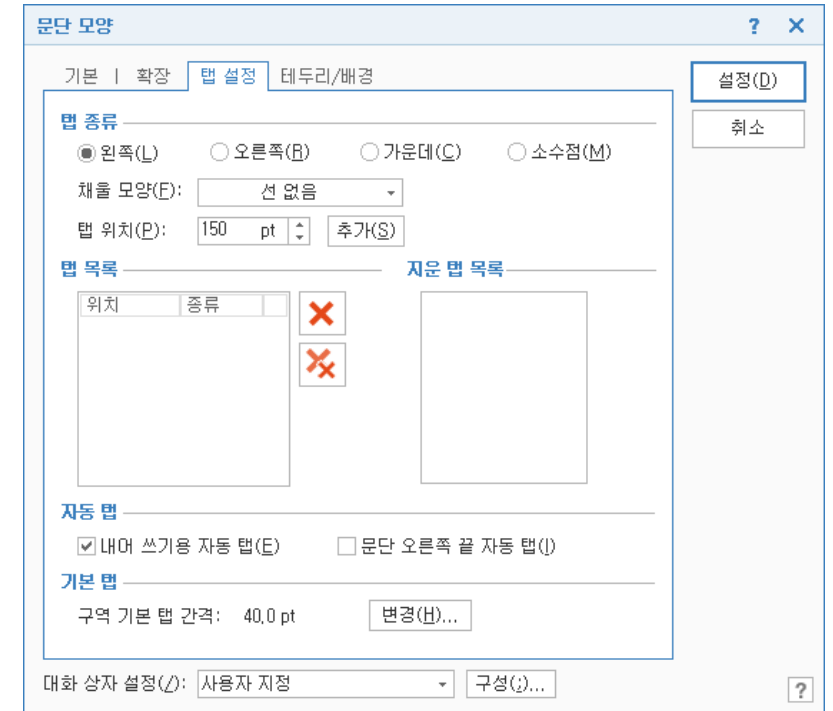 문단 모양 ?
기본 | 확장 탭 설정 테두리/배경
설정(D)
취소
탭 종류
왼쪽(L) 오른쪽(R) 가운데(C) 소수점(M)
채울 모양(F): 선 없음
탭 위치(P): 150 pt 추가(S)
탭 목록 지운 탭 목록
위치 종류
자동 탭
내어 쓰기용 자동 탭(E) 문단 오른쪽 끝 자동 탭(I)
기본 탭
구역 기본 탭 간격: 40,0 pt 변경(H)...
대화 상자 설정(/): 사용자 지정 구성(;)...
?